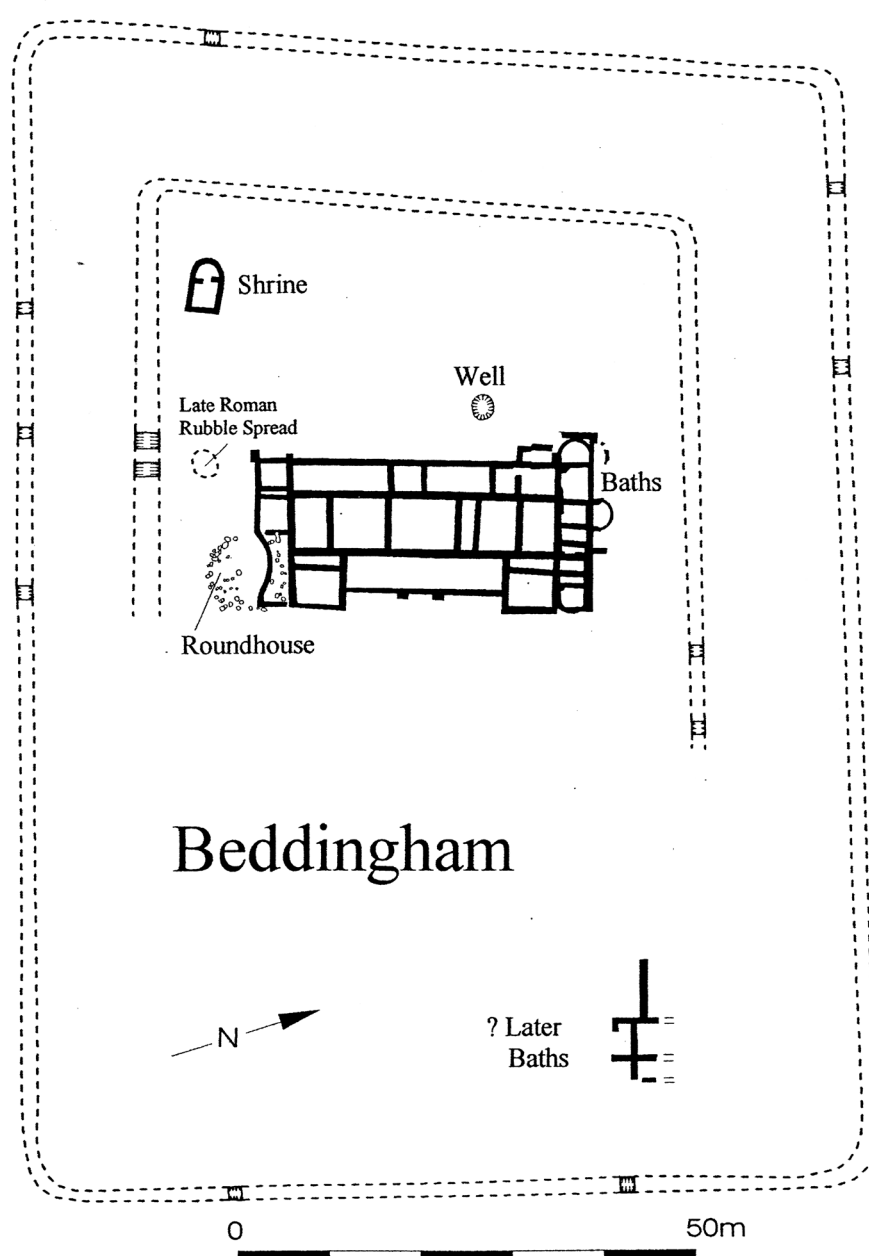 Shrine
Well
Late Roman
Rubble Spread
Baths
Roundhouse
Beddingham
N
? Later
Baths
0
50m